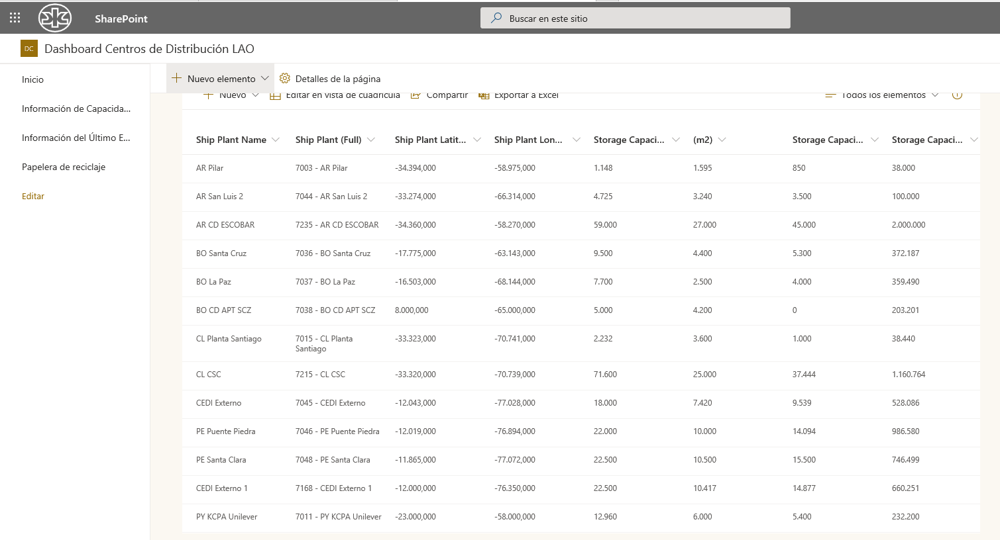 SharePoint
Buscar en este sitio
DC Dashboard Centros de Distribución LAO
Inicio
Información de Capacida...
Información del Último E...
Papelera de reciclaje
Editar
Nuevo elemento Detalles de la página
Nuevo Editar en vista de cuadrícula Compartir Exportar a Excel Todos los elementos
Ship Plant Name Ship Plant (Full) Ship Plant Latit... Ship Plant Lon... Storage Capaci... (m2) Storage Capaci... Storage Capaci...
AR Pilar 7003 - AR Pilar -34.394,000 -58.975,000 1.148 1.595 850 38.000
AR San Luis 2 7044 - AR San Luis 2 -33.274,000 -66.314,000 4.725 3.240 3.500 100.000
AR CD ESCOBAR 7235 - AR CD ESCOBAR -34.360,000 -58.270,000 59.000 27.000 45.000 2.000.000
BO Santa Cruz 7036 - BO Santa Cruz -17.775,000 -63.143,000 9.500 4.400 5.300 372.187
BO La Paz 7037 - BO La Paz -16.503,000 -68.144,000 7.700 2.500 4.000 359.490
BO CD APT SCZ 7038 - BO CD APT SCZ 8.000,000 -65.000,000 5.000 4.200 0 203.201
CL Planta Santiago 7015 - CL Planta Santiago -33.323,000 -70.741,000 2.232 3.600 1.000 38.440
CL CSC 7215 - CL CSC -33.320,000 -70.739,000 71.600 25.000 37.444 1.160.764
CEDI Externo 7045 - CEDI Externo -12.043,000 -77.028,000 18.000 7.420 9.539 528.086
PE Puente Piedra 7046 - PE Puente Piedra -12.019,000 -76.894,000 22.000 10.000 14.094 986.580
PE Santa Clara 7048 - PE Santa Clara -11.865,000 -77.072,000 22.500 10.500 15.500 746.499
CEDI Externo 1 7168 - CEDI Externo 1 -12.000,000 -76.350,000 22.500 10.417 14.877 660.251
PY KCPA Unilever 7011 - PY KCPA Unilever -23.000,000 -58.000,000 12.960 6.000 5.400 232.200